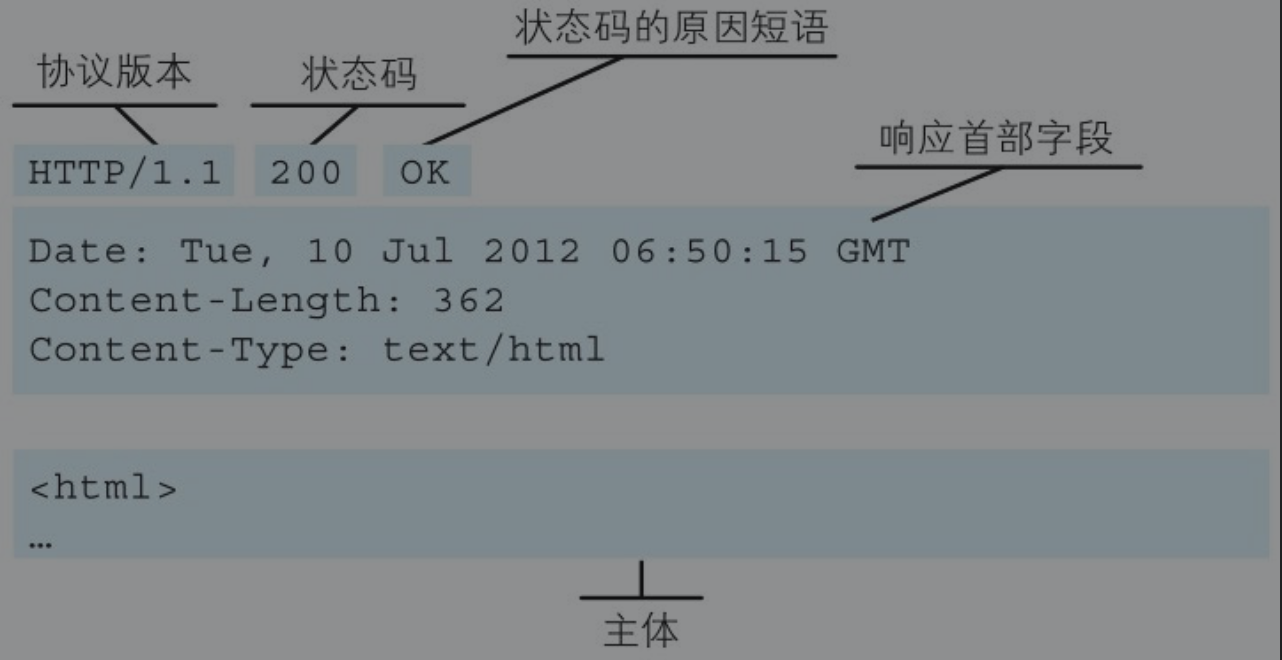 状态码的原因短语
协议版本 状态码
响应首部字段
HTTP/1.1 200 OK
Date: Tue, 10 Jul 2012 06:50:15 GMT
Content-Length: 362
Content-Type: text/html
<html>
…
主体